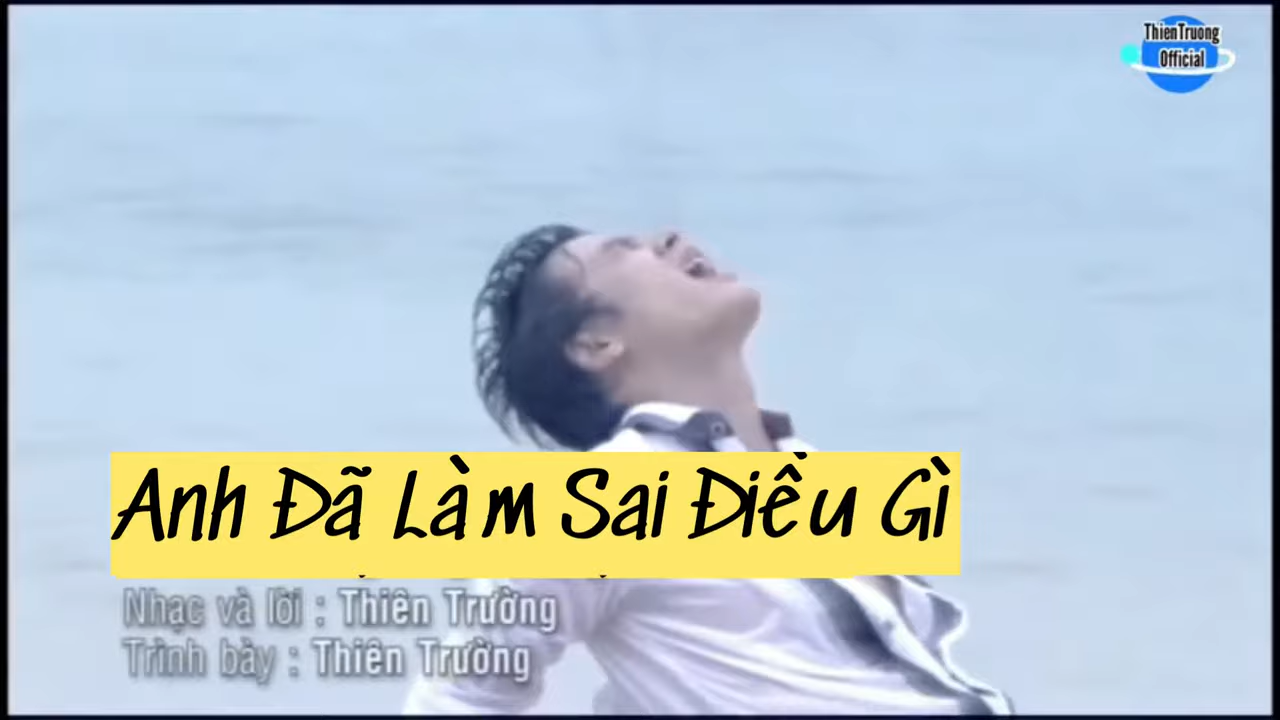 ThienTruong
Official
Anh Đã Làm Sai Điều Gì
Nhạc và lời : Thiên Trường
Trình bày : Thiên Trường